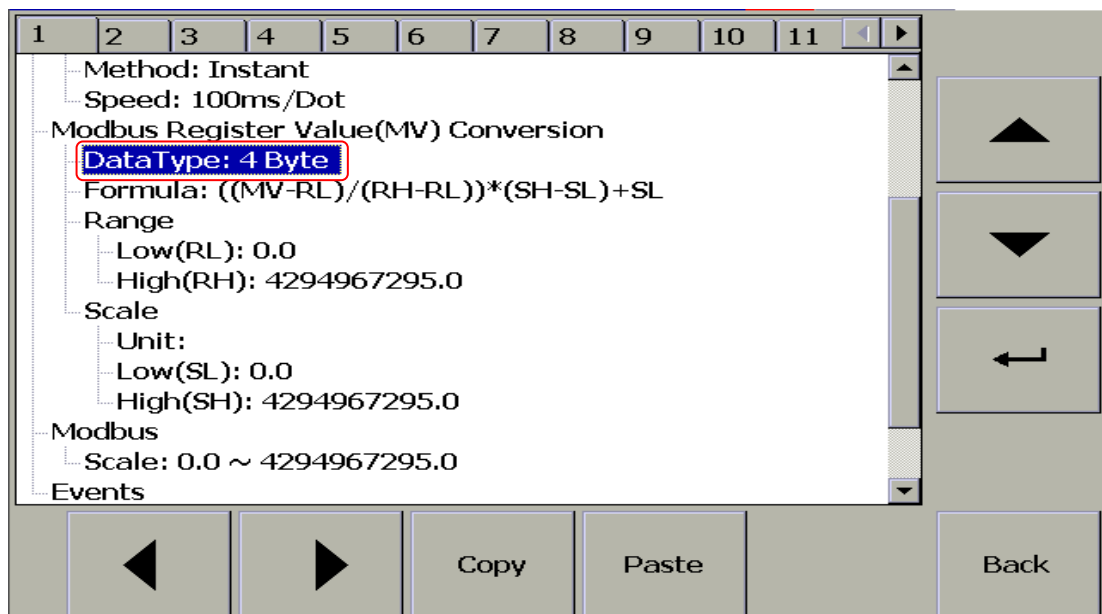 1 2 3 4 5 6 7 8 9 10 11
Method: Instant
Speed: 100ms/Dot
Modbus Register Value(MV) Conversion
DataType: 4 Byte
Formula: ((MV-RL)/(RH-RL))*(SH-SL)+SL
Range
Low(RL): 0.0
High(RH): 4294967295.0
Scale
Unit:
Low(SL): 0.0
High(SH): 4294967295.0
Modbus
Scale: 0.0 ~ 4294967295.0
Events
Copy Paste Back